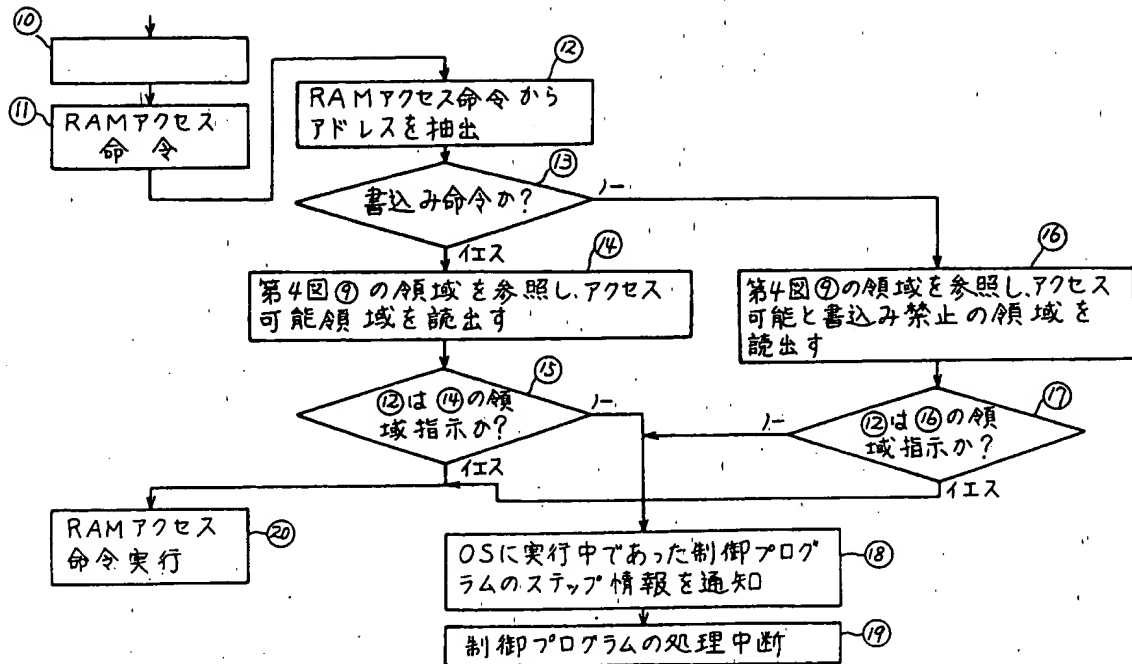 ⑩
⑪
RAMアクセス
命令
⑫
RAMアクセス命令から
アドレスを抽出
⑬
書込み命令か?
ノー
イエス
⑭
第4図⑨の領域を参照し、アクセス
可能領域を読出す
⑯
第4図⑨の領域を参照し、アクセス
可能と書込み禁止の領域を
読出す
⑮
⑫は⑭の領
域指示か?
ノー
イエス
⑰
⑫は⑯の領
域指示か?
ノー
イエス
RAMアクセス
命令実行
⑳
OSに実行中であった制御プログ
ラムのステップ情報を通知
⑱
制御プログラムの処理中断
⑲